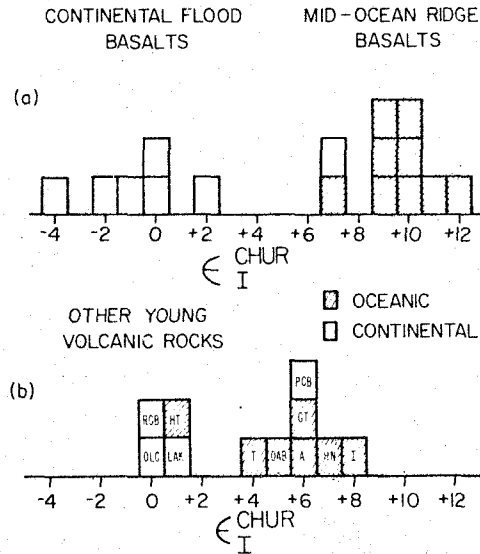 CONTINENTAL FLOOD BASALTS
MID-OCEAN RIDGE BASALTS
(a)
-4 -2 0 +2 +4 +6 +8 +10 +12
ϵ CHUR I
OTHER YOUNG VOLCANIC ROCKS
OCEANIC
CONTINENTAL
(b)
PCB
RGB HT GT
OLC LAK T OAB A HN I
-4 -2 0 +2 +4 +6 +8 +10 +12
ϵ CHUR I